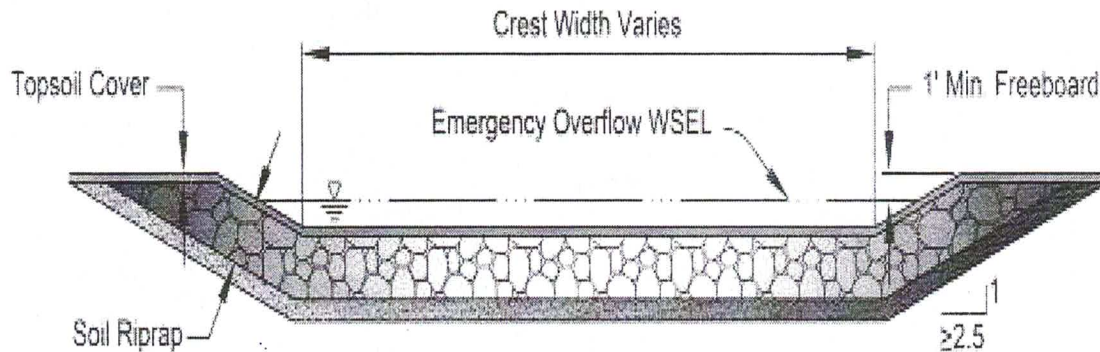 Crest Width Varies
Topsoil Cover
1' Min. Freeboard
Emergency Overflow WSEL
Soil Riprap
1
≥2.5